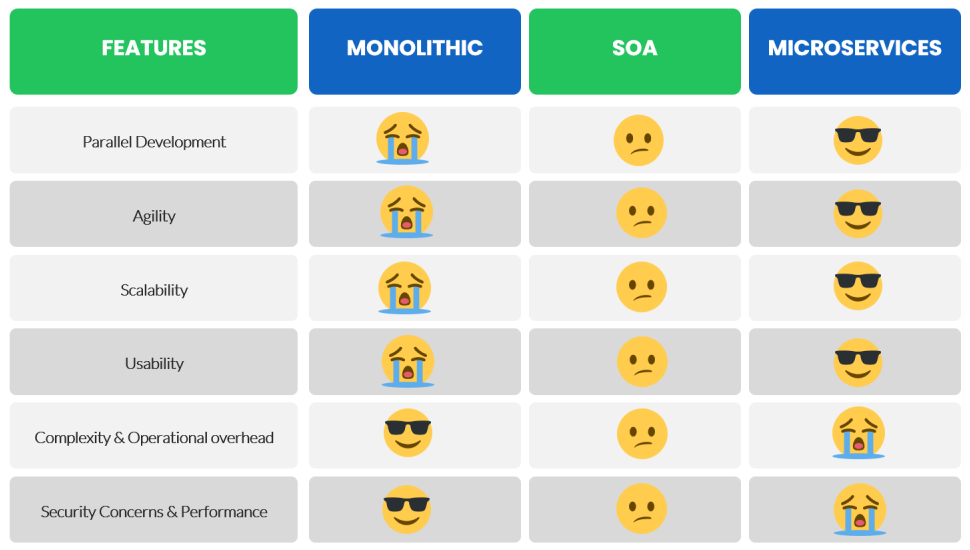 FEATURES MONOLITHIC SOA MICROSERVICES
Parallel Development
Agility
Scalability
Usability
Complexity & Operational overhead
Security Concerns & Performance